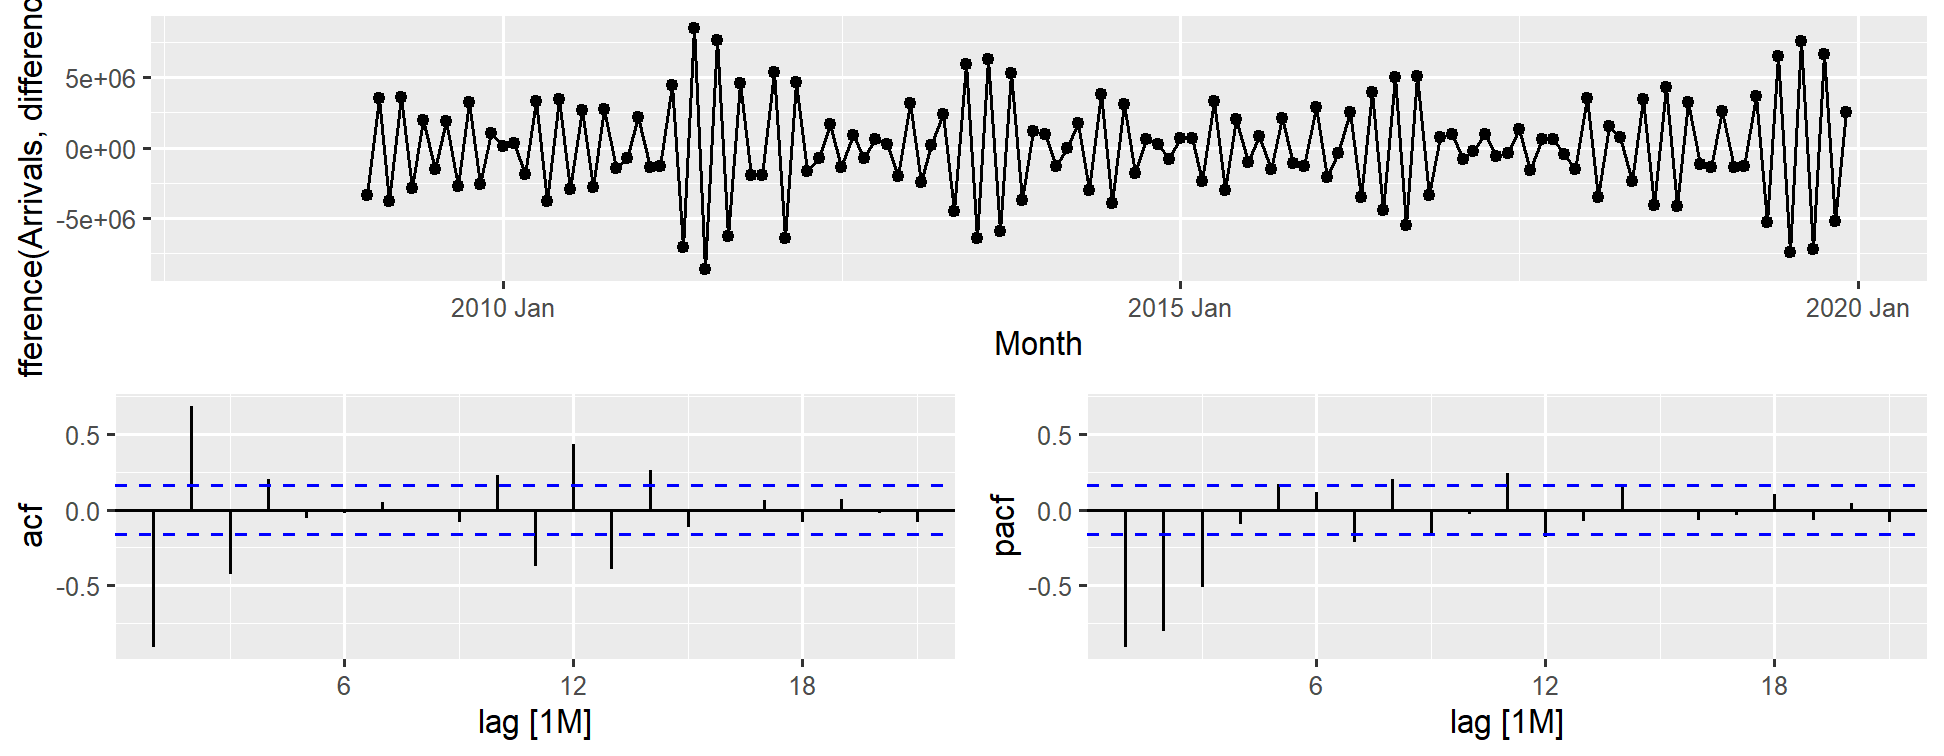 fference(Arrivals, differenc
5e+06
0e+00
-5e+06
2010 Jan
2015 Jan
2020 Jan
Month
acf
0.5
0.0
-0.5
6
12
18
lag [1M]
pacf
0.5
0.0
-0.5
6
12
18
lag [1M]